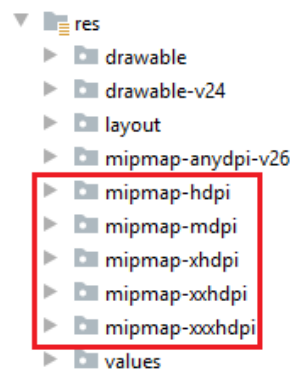 res
drawable
drawable-v24
layout
mipmap-anydpi-v26
mipmap-hdpi
mipmap-mdpi
mipmap-xhdpi
mipmap-xxhdpi
mipmap-xxxhdpi
values